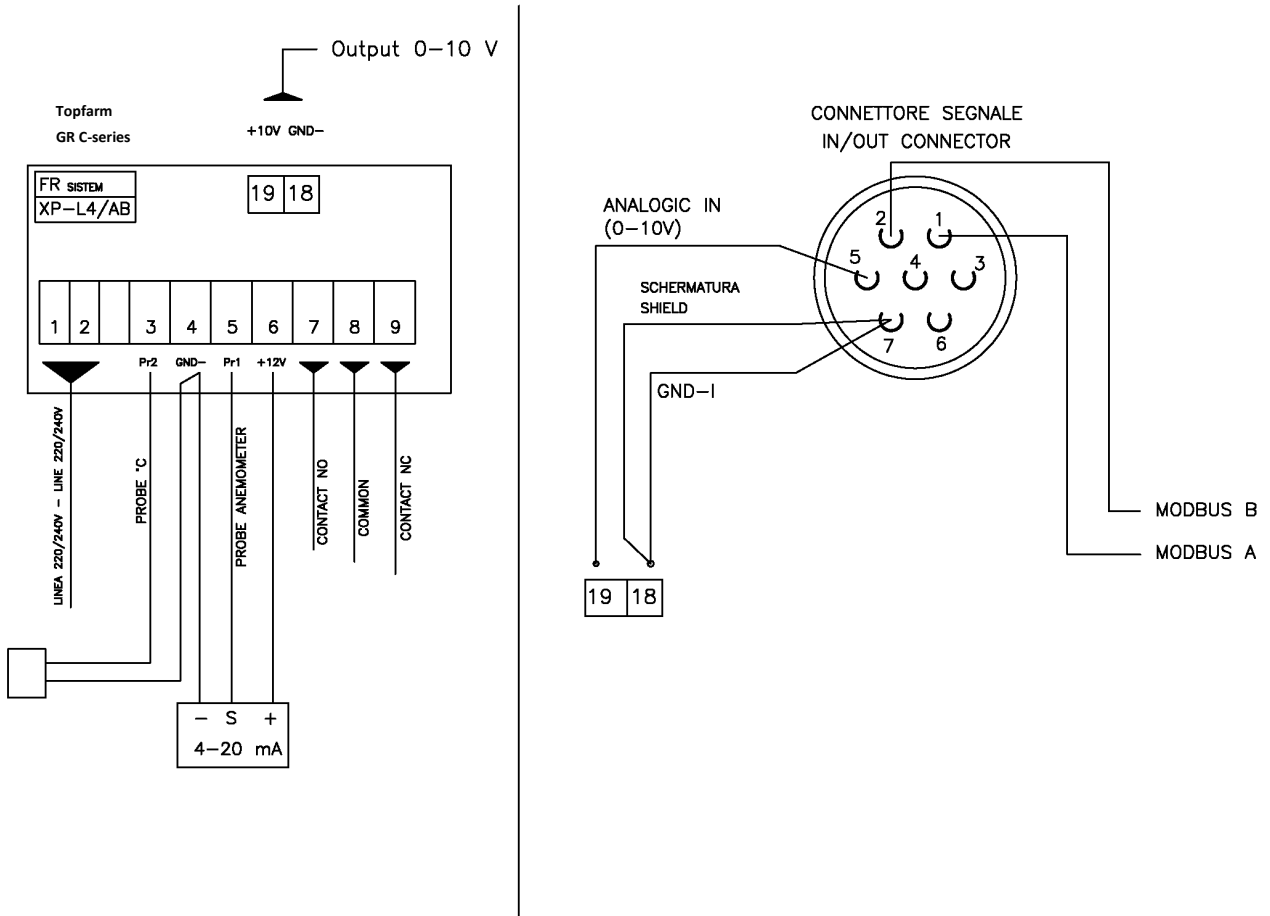 Output 0-10 V
Topfarm
GR C-series
+10V GND-
FR SISTEM
XP-L4/AB
19 18
1 2 3 4 5 6 7 8 9
Pr2 GND- Pr1 +12V
LINEA 220/240V - LINE 220/240V
PROBE °C
PROBE ANEMOMETER
CONTACT NO
COMMON
CONTACT NC
- S +
4-20 mA
CONNETTORE SEGNALE
IN/OUT CONNECTOR
ANALOGIC IN
(0-10V)
2 1
5 4 3
7 6
SCHERMATURA
SHIELD
GND-I
19 18
MODBUS B
MODBUS A